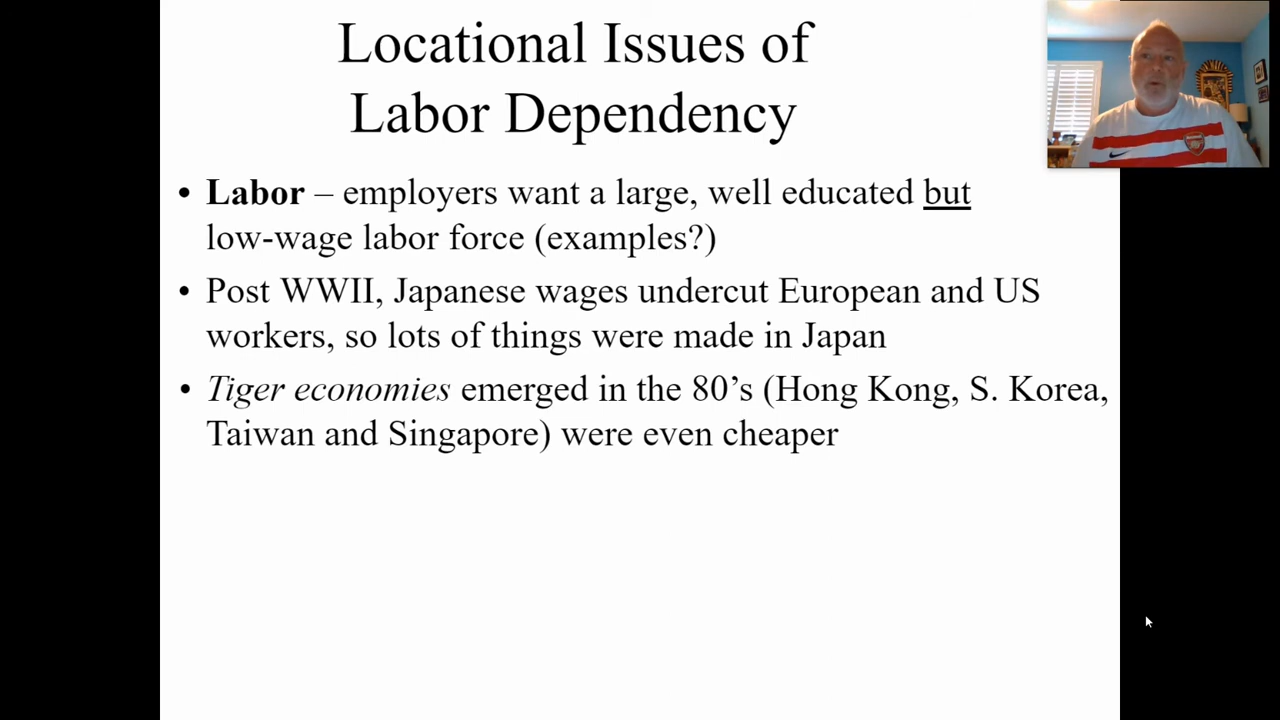 Locational Issues of
Labor Dependency
• Labor – employers want a large, well educated but
low-wage labor force (examples?)
• Post WWII, Japanese wages undercut European and US
workers, so lots of things were made in Japan
• Tiger economies emerged in the 80’s (Hong Kong, S. Korea,
Taiwan and Singapore) were even cheaper